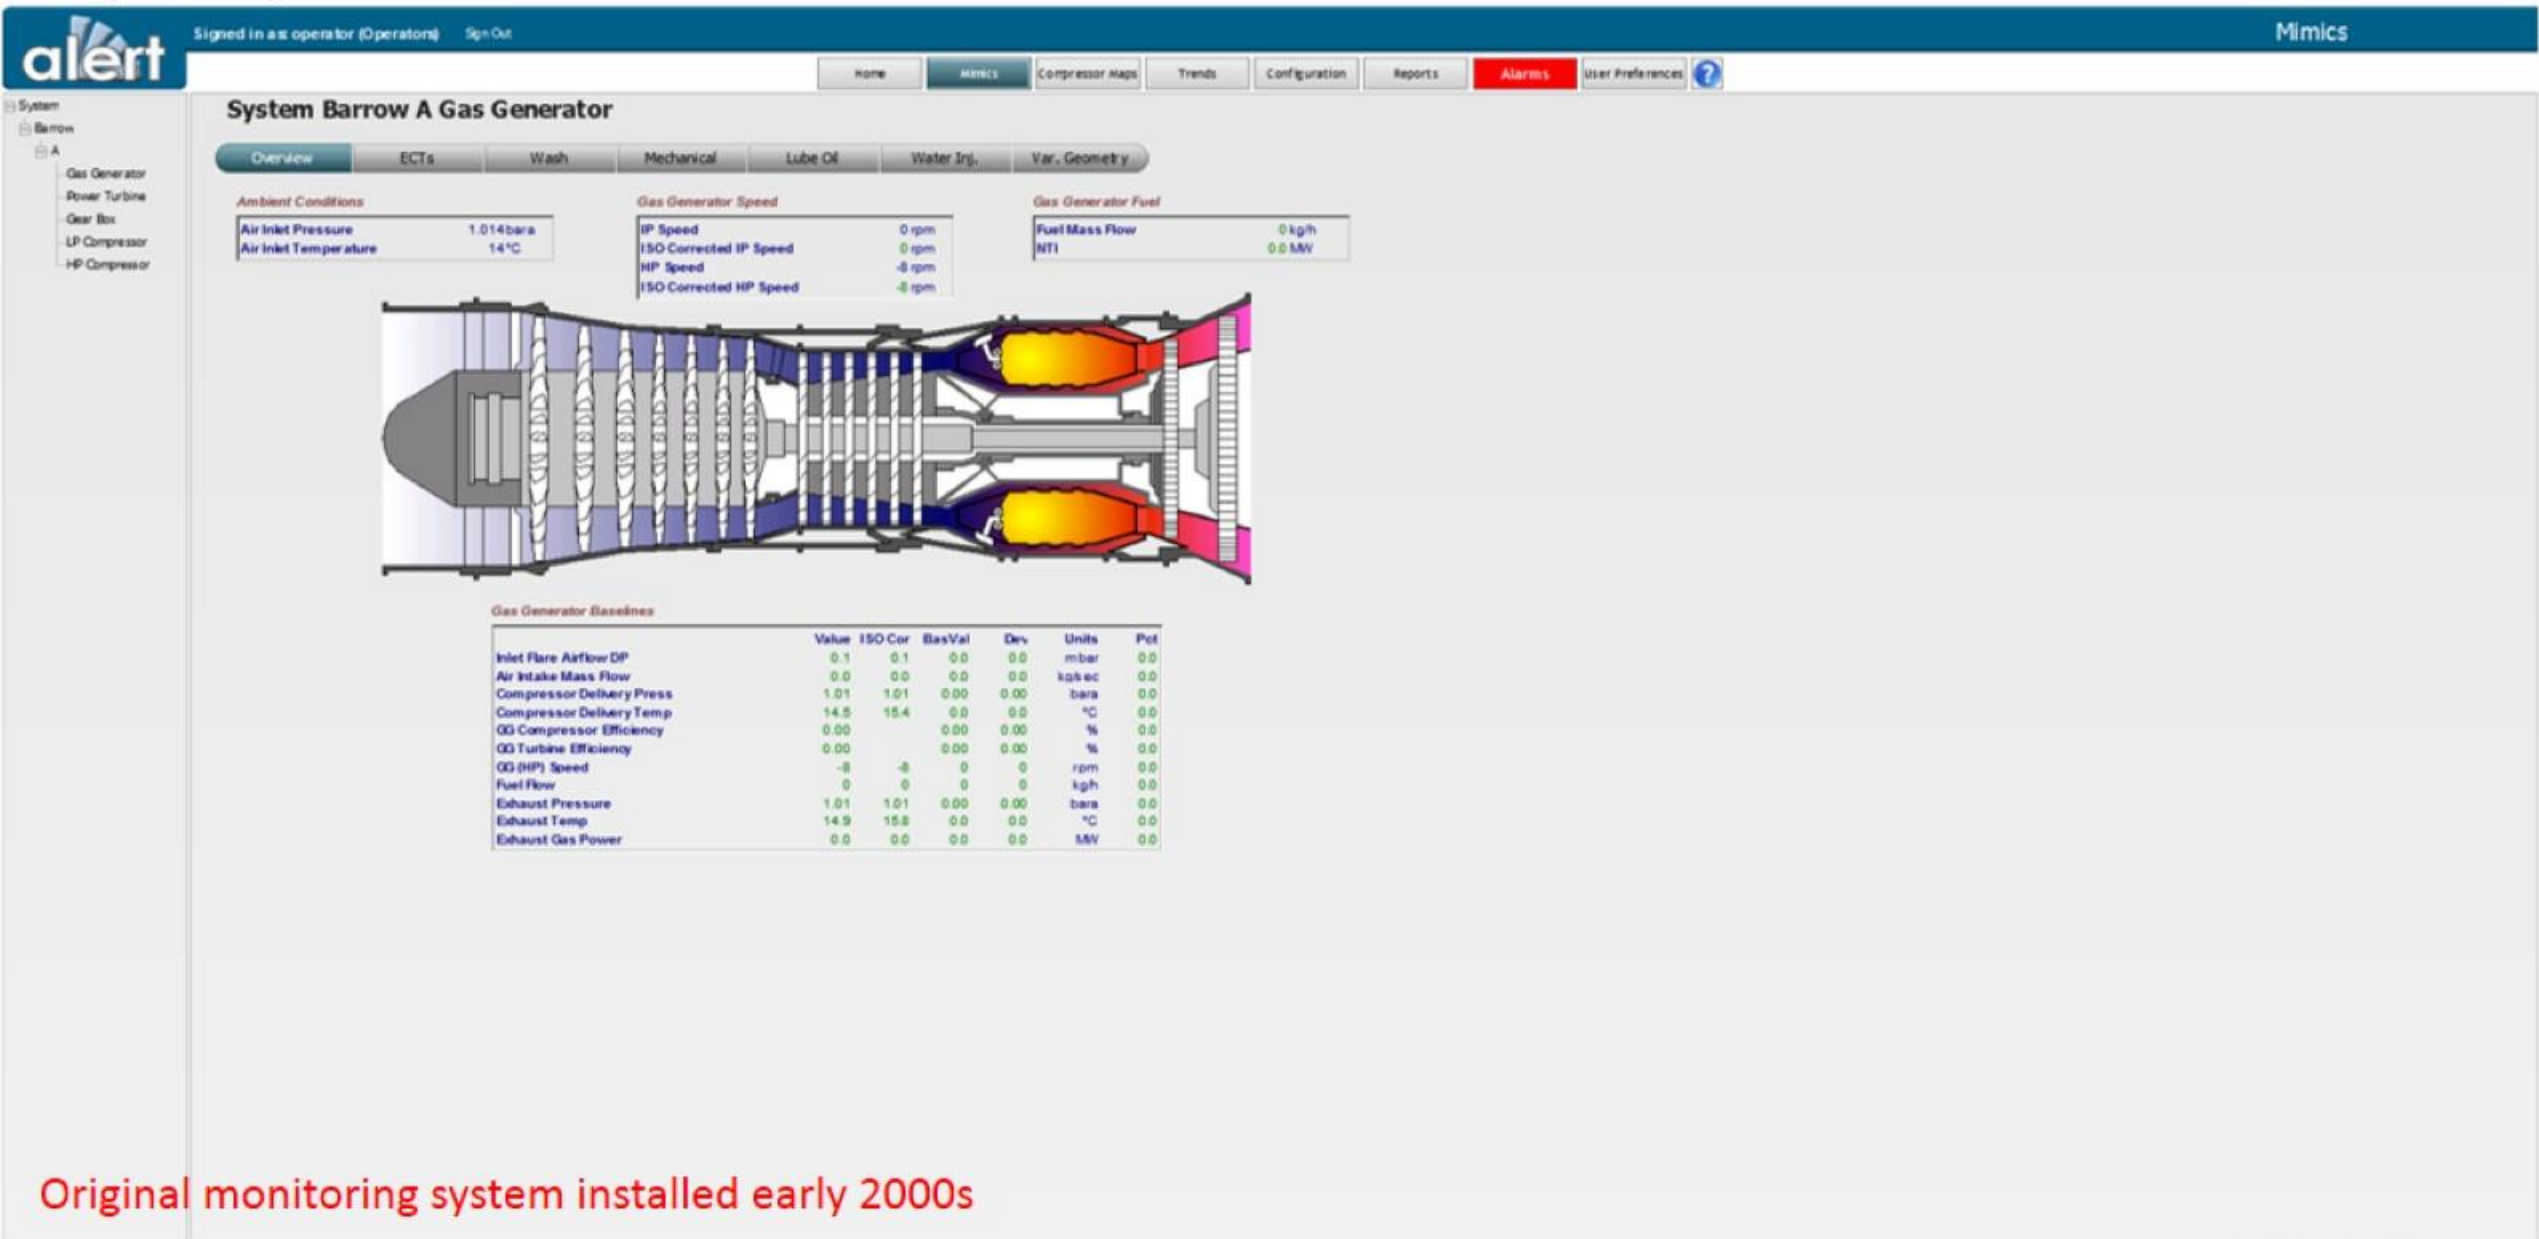 alert
Signed in as: operator (Operators) Sign Out
Mimics
Home Mimics Compressor Maps Trends Configuration Reports Alarms User Preferences ?
System
Barrow
A
Gas Generator
Power Turbine
Gear Box
LP Compressor
HP Compressor
System Barrow A Gas Generator
Overview ECTs Wash Mechanical Lube Oil Water Inj. Var. Geometry
Ambient Conditions
Air Inlet Pressure 1.014 bara
Air Inlet Temperature 14 °C
Gas Generator Speed
IP Speed 0 rpm
ISO Corrected IP Speed 0 rpm
HP Speed -8 rpm
ISO Corrected HP Speed -8 rpm
Gas Generator Fuel
Fuel Mass Flow 0 kg/h
NTI 0.0 MW
Gas Generator Baselines
Value ISO Cor BasVal Dev Units Pct
Inlet Flare Airflow DP 0.1 0.1 0.0 0.0 mbar 0.0
Air Intake Mass Flow 0.0 0.0 0.0 0.0 kg/sec 0.0
Compressor Delivery Press 1.01 1.01 0.00 0.00 bara 0.0
Compressor Delivery Temp 14.5 15.4 0.0 0.0 °C 0.0
GG Compressor Efficiency 0.00 0.00 0.00 % 0.0
GG Turbine Efficiency 0.00 0.00 0.00 % 0.0
GG (HP) Speed -8 -8 0 0 rpm 0.0
Fuel Flow 0 0 0 0 kg/h 0.0
Exhaust Pressure 1.01 1.01 0.00 0.00 bara 0.0
Exhaust Temp 14.9 15.8 0.0 0.0 °C 0.0
Exhaust Gas Power 0.0 0.0 0.0 0.0 MW 0.0
Original monitoring system installed early 2000s